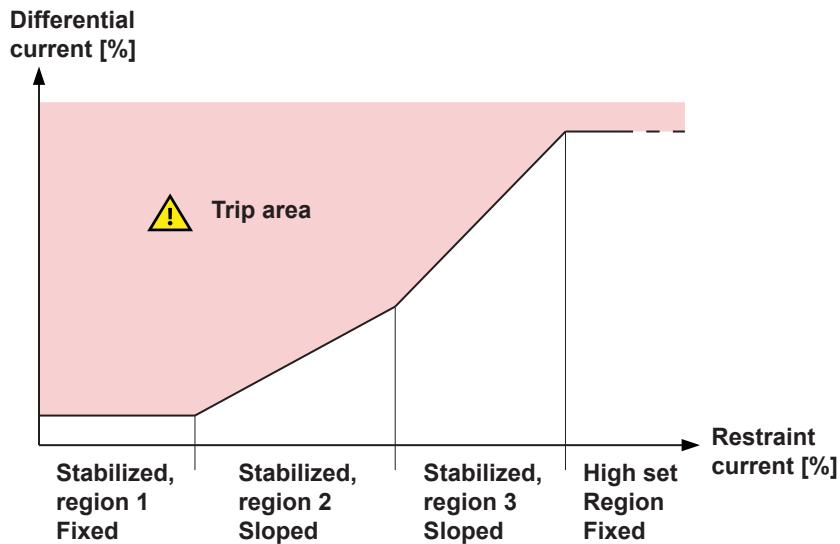 Differential
current [%]
!
Trip area
Restraint
current [%]
Stabilized,
region 1
Fixed
Stabilized,
region 2
Sloped
Stabilized,
region 3
Sloped
High set
Region
Fixed